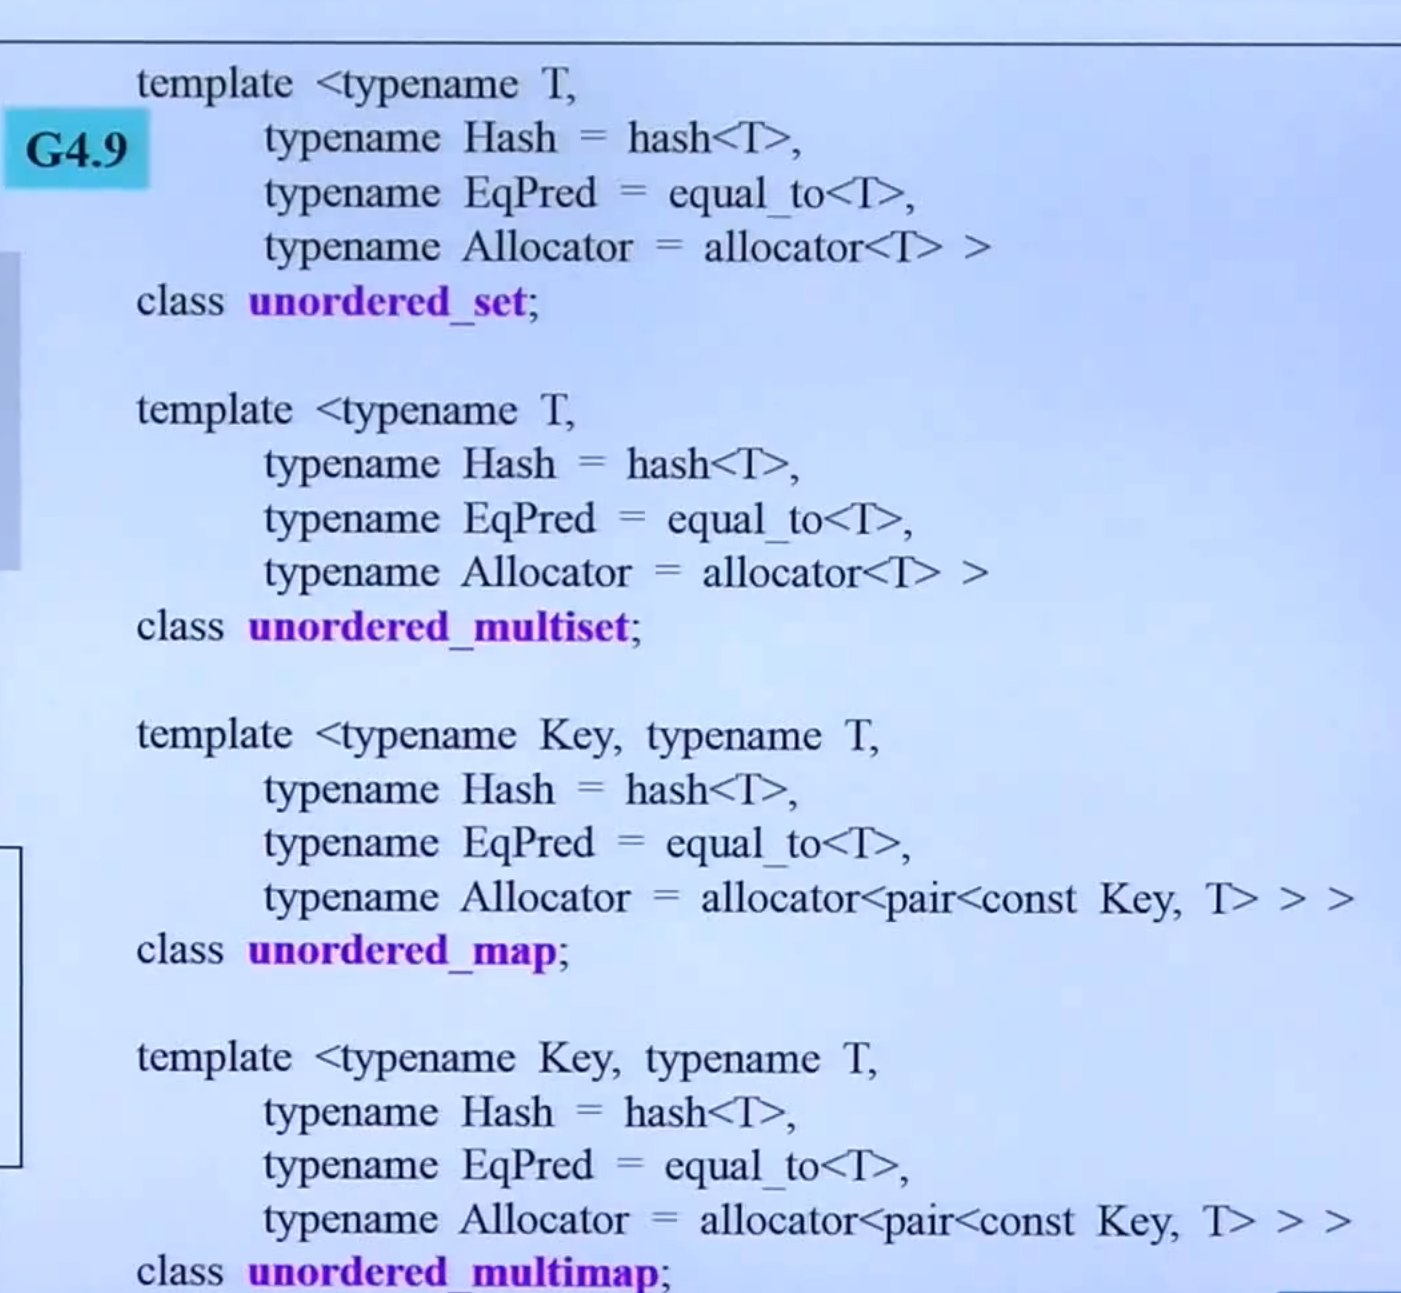 template <typename T,
G4.9
typename Hash = hash<T>,
typename EqPred = equal_to<T>,
typename Allocator = allocator<T> >
class unordered_set;
template <typename T,
typename Hash = hash<T>,
typename EqPred = equal_to<T>,
typename Allocator = allocator<T> >
class unordered_multiset;
template <typename Key, typename T,
typename Hash = hash<T>,
typename EqPred = equal_to<T>,
typename Allocator = allocator<pair<const Key, T> > >
class unordered_map;
template <typename Key, typename T,
typename Hash = hash<T>,
typename EqPred = equal_to<T>,
typename Allocator = allocator<pair<const Key, T> > >
class unordered_multimap;